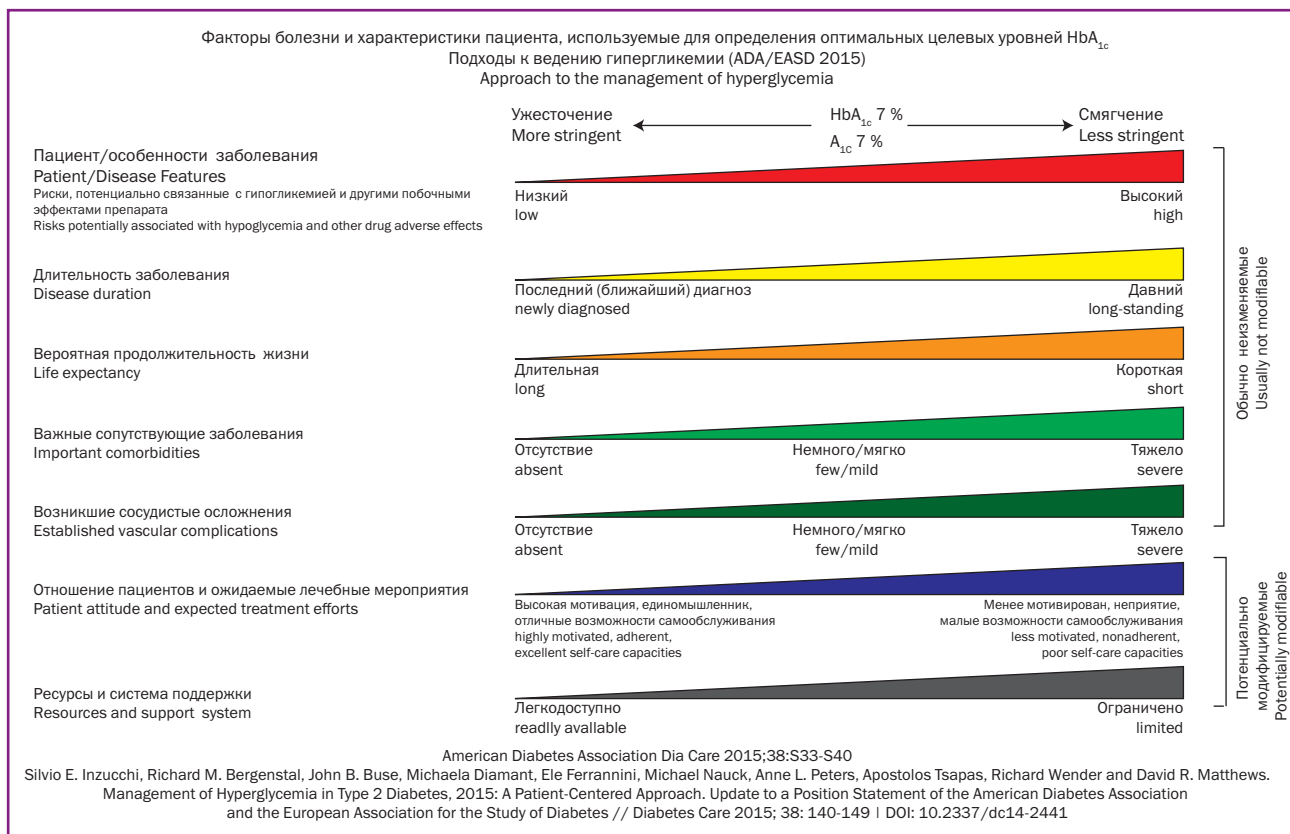 Факторы болезни и характеристики пациента, используемые для определения оптимальных целевых уровней HbA1c
Подходы к ведению гипергликемии (ADA/EASD 2015)
Approach to the management of hyperglycemia
Ужесточение
More stringent
HbA1c 7 %
A1C 7 %
Смягчение
Less stringent
Пациент/особенности заболевания
Patient/Disease Features
Риски, потенциально связанные с гипогликемией и другими побочными
эффектами препарата
Risks potentially associated with hypoglycemia and other drug adverse effects
Низкий
low
Высокий
high
Длительность заболевания
Disease duration
Последний (ближайший) диагноз
newly diagnosed
Давний
long-standing
Вероятная продолжительность жизни
Life expectancy
Длительная
long
Короткая
short
Важные сопутствующие заболевания
Important comorbidities
Отсутствие
absent
Немного/мягко
few/mild
Тяжело
severe
Возникшие сосудистые осложнения
Established vascular complications
Отсутствие
absent
Немного/мягко
few/mild
Тяжело
severe
Обычно неизменяемые
Usually not modifiable
Отношение пациентов и ожидаемые лечебные мероприятия
Patient attitude and expected treatment efforts
Высокая мотивация, единомышленник,
отличные возможности самообслуживания
highly motivated, adherent,
excellent self-care capacities
Менее мотивирован, неприятие,
малые возможности самообслуживания
less motivated, nonadherent,
poor self-care capacities
Ресурсы и система поддержки
Resources and support system
Легкодоступно
readlly avallable
Ограничено
limited
Потенциально
модифицируемые
Potentially modifiable
American Diabetes Association Dia Care 2015;38:S33-S40
Silvio E. Inzucchi, Richard M. Bergenstal, John B. Buse, Michaela Diamant, Ele Ferrannini, Michael Nauck, Anne L. Peters, Apostolos Tsapas, Richard Wender and David R. Matthews.
Management of Hyperglycemia in Type 2 Diabetes, 2015: A Patient-Centered Approach. Update to a Position Statement of the American Diabetes Association
and the European Association for the Study of Diabetes // Diabetes Care 2015; 38: 140-149 | DOI: 10.2337/dc14-2441